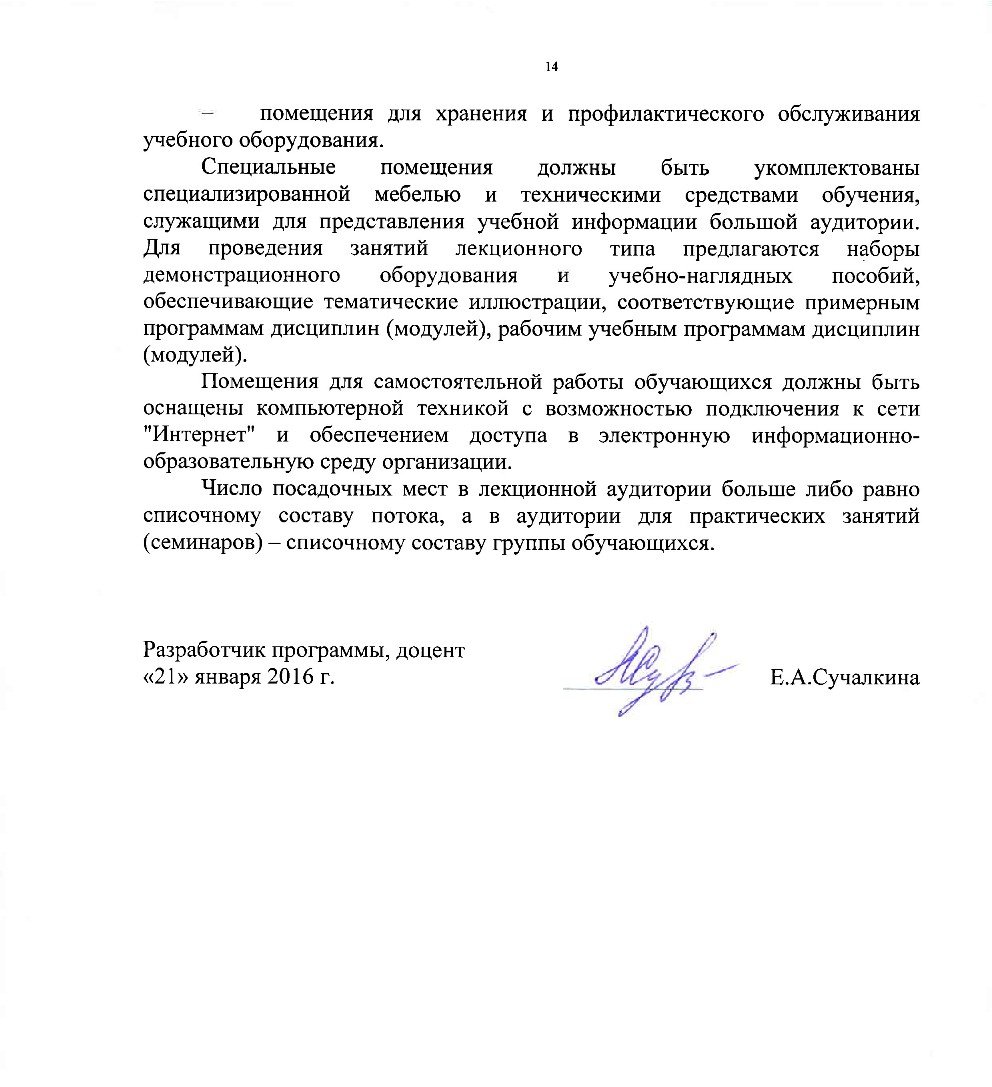 14
– помещения для хранения и профилактического обслуживания
учебного оборудования.
Специальные помещения должны быть укомплектованы
специализированной мебелью и техническими средствами обучения,
служащими для представления учебной информации большой аудитории.
Для проведения занятий лекционного типа предлагаются наборы
демонстрационного оборудования и учебно-наглядных пособий,
обеспечивающие тематические иллюстрации, соответствующие примерным
программам дисциплин (модулей), рабочим учебным программам дисциплин
(модулей).
Помещения для самостоятельной работы обучающихся должны быть
оснащены компьютерной техникой с возможностью подключения к сети
"Интернет" и обеспечением доступа в электронную информационно-
образовательную среду организации.
Число посадочных мест в лекционной аудитории больше либо равно
списочному составу потока, а в аудитории для практических занятий
(семинаров) – списочному составу группы обучающихся.
Разработчик программы, доцент
«21» января 2016 г. Е.А.Сучалкина